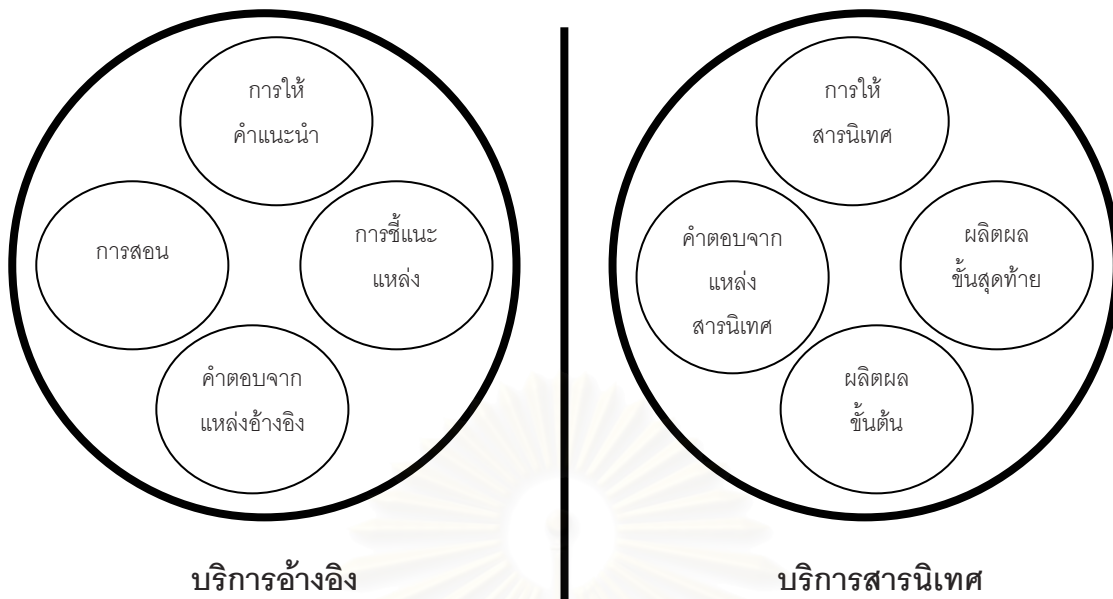 การให้
คำแนะนำ
การสอน
การชี้แนะ
แหล่ง
คำตอบจาก
แหล่งอ้างอิง
บริการอ้างอิง
การให้
สารนิเทศ
คำตอบจาก
แหล่ง
สารนิเทศ
ผลิตผล
ขั้นสุดท้าย
ผลิตผล
ขั้นต้น
บริการสารนิเทศ